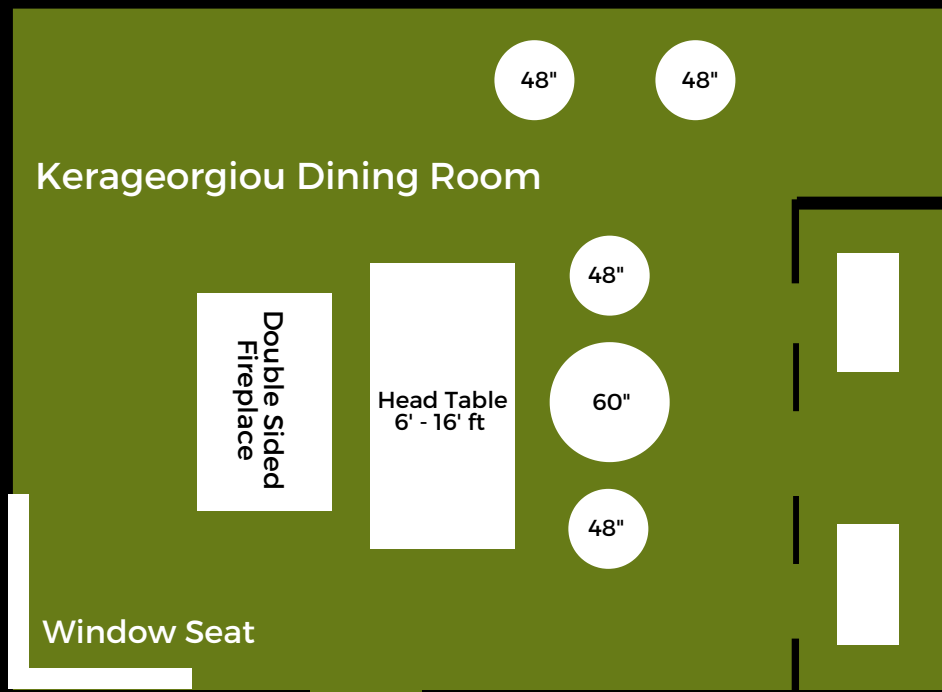 48" 48"
Kerageorgiou Dining Room
48"
Double Sided
Fireplace
Head Table
6' - 16' ft
60"
48"
Window Seat